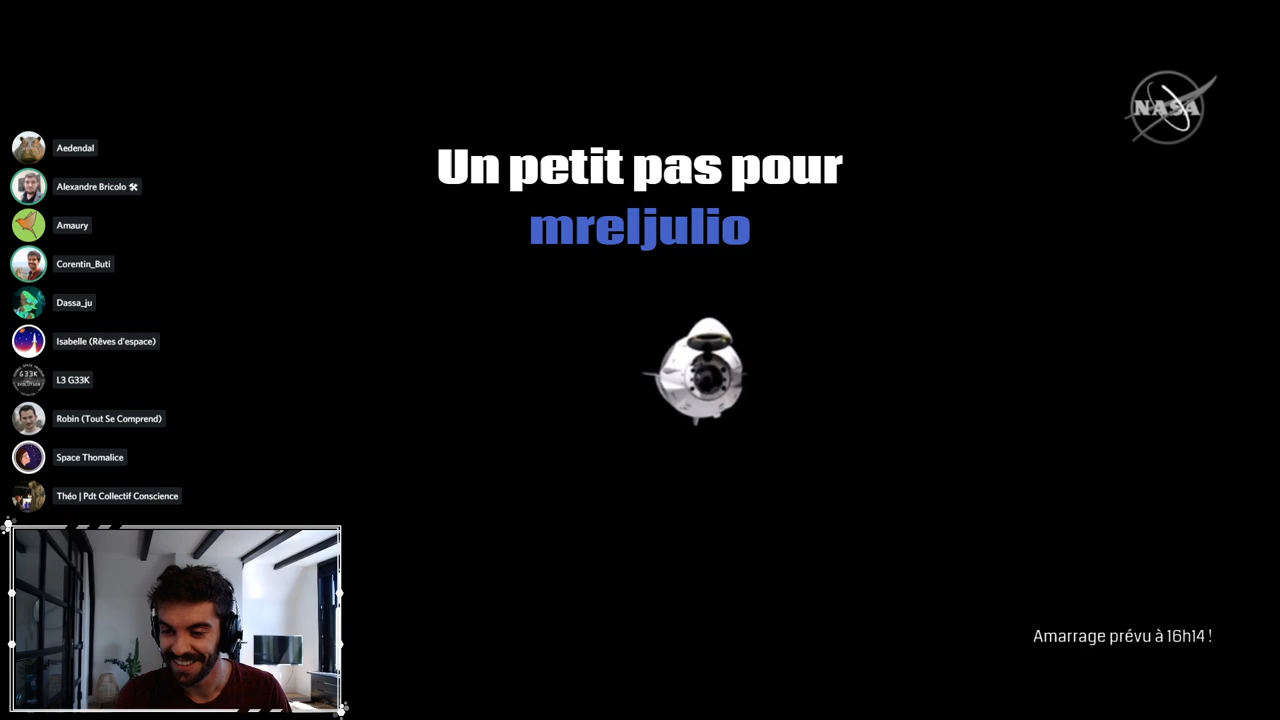 NASA
Un petit pas pour
mreljulio
Aedendal
Alexandre Bricolo 🛠
Amaury
Corentin_Buti
Dassa_ju
Isabelle (Rêves d'espace)
G33K
L3 G33K
Robin (Tout Se Comprend)
Space Thomalice
Théo | Pdt Collectif Conscience
Amarrage prévu à 16h14 !